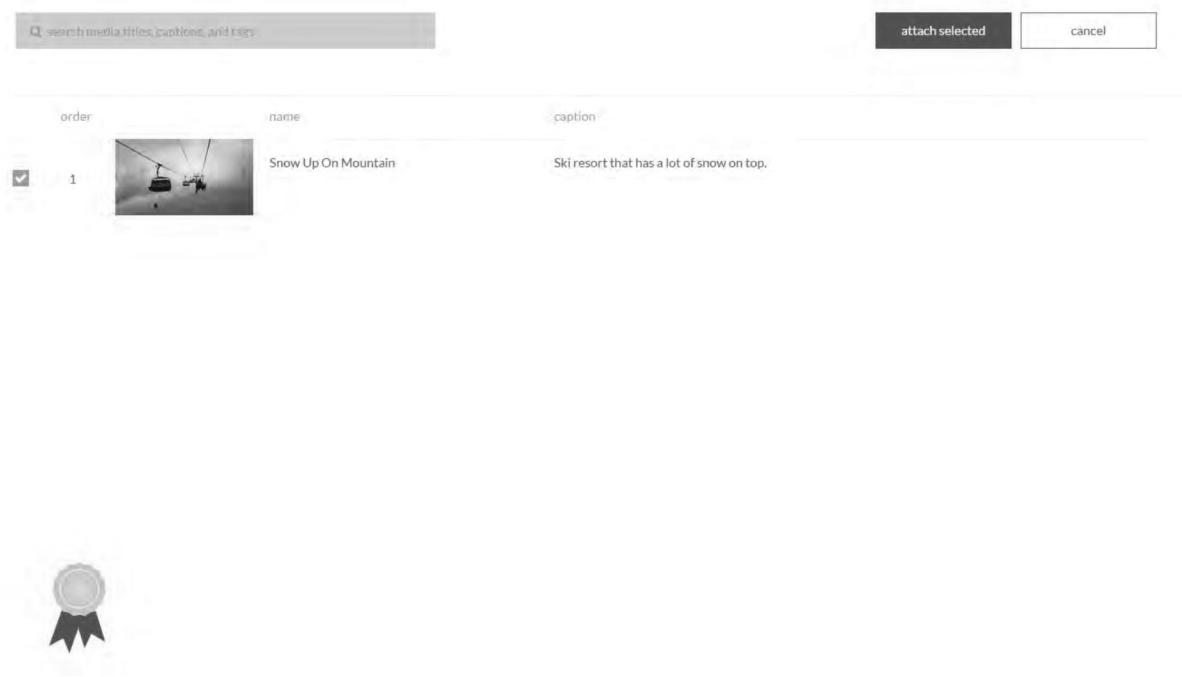 search media titles, captions, and tags
attach selected
cancel
order
name
caption
1
Snow Up On Mountain
Ski resort that has a lot of snow on top.